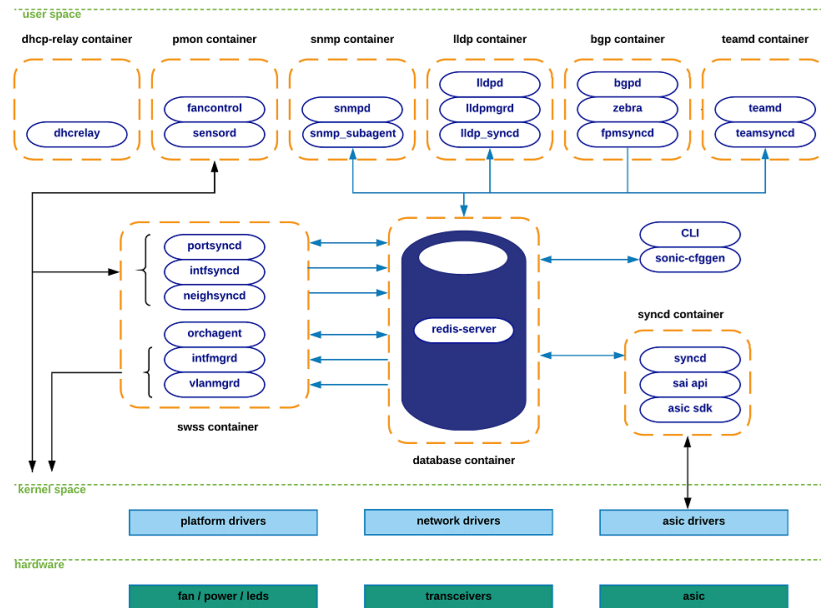 user space
dhcp-relay container
pmon container
snmp container
lldp container
bgp container
teamd container
dhcrelay
fancontrol
sensord
snmpd
snmp_subagent
lldpd
lldpmgrd
lldp_syncd
bgpd
zebra
fpmsyncd
teamd
teamsyncd
portsyncd
intfsyncd
neighsyncd
orchagent
intfmgrd
vlanmgrd
swss container
redis-server
database container
CLI
sonic-cfggen
syncd container
syncd
sai api
asic sdk
kernel space
platform drivers
network drivers
asic drivers
hardware
fan / power / leds
transceivers
asic